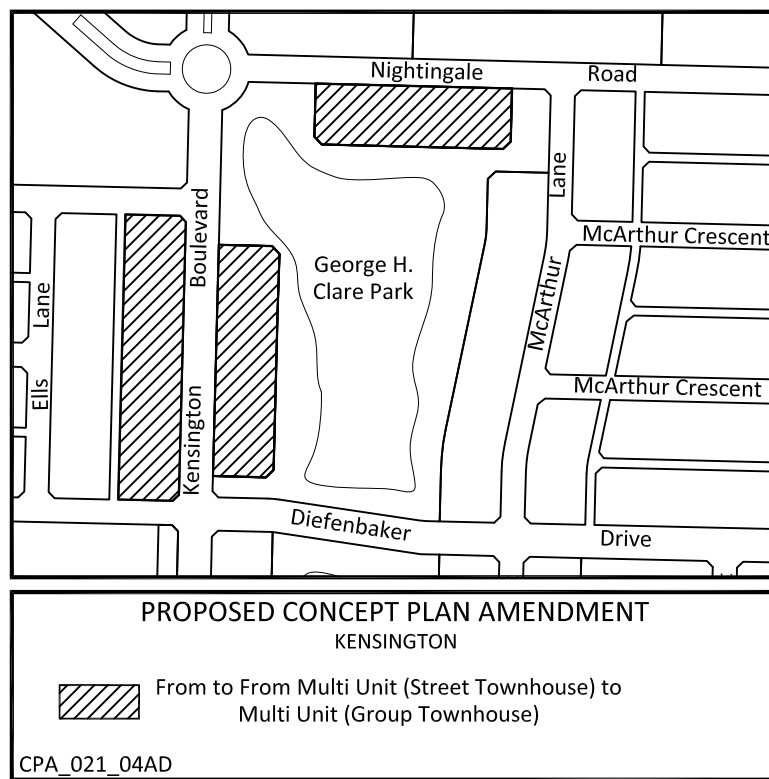 Nightingale Road
Lane
Boulevard
McArthur Crescent
George H.
Clare Park
Lane
McArthur
Ells
McArthur Crescent
Kensington
Diefenbaker Drive
PROPOSED CONCEPT PLAN AMENDMENT
KENSINGTON
From to From Multi Unit (Street Townhouse) to
Multi Unit (Group Townhouse)
CPA_021_04AD